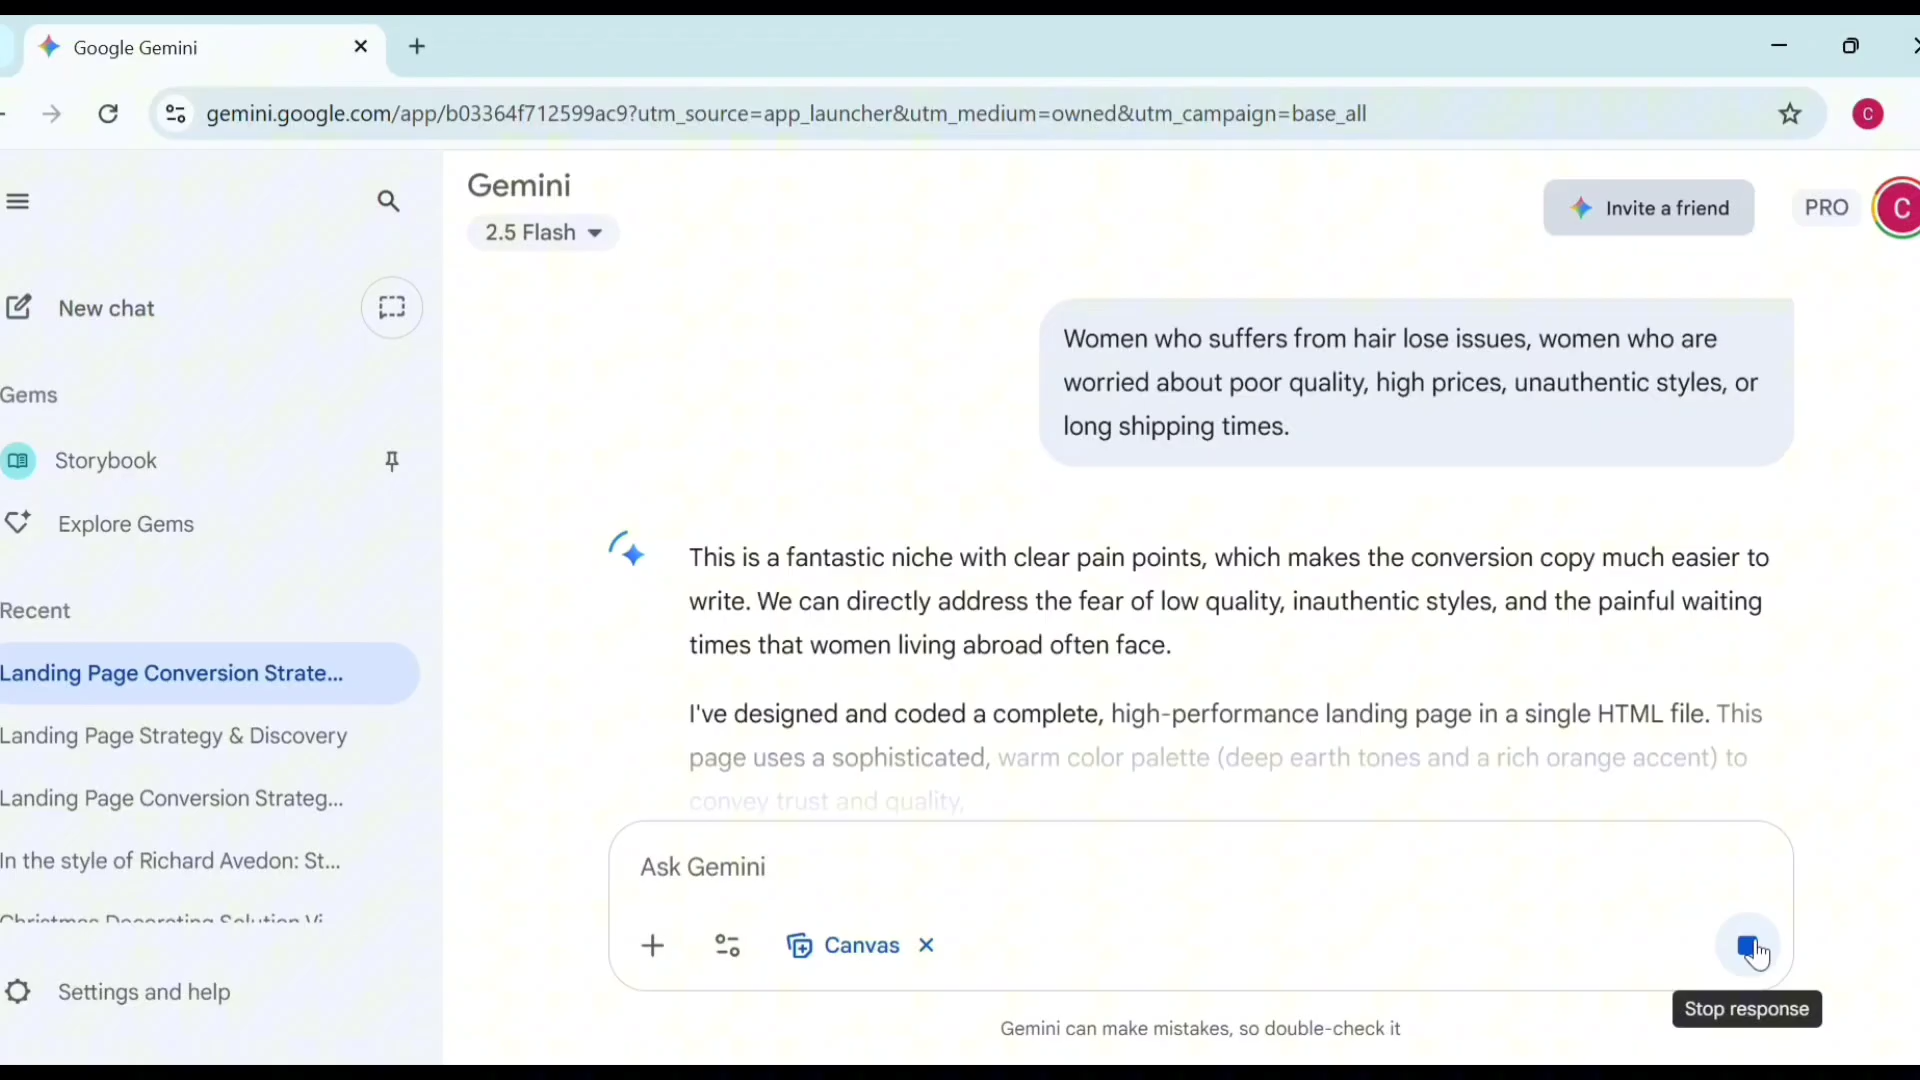 Google Gemini
gemini.google.com/app/b03364f712599ac9?utm_source=app_launcher&utm_medium=owned&utm_campaign=base_all
C
Gemini
2.5 Flash
Invite a friend
PRO
C
New chat
Gems
Storybook
Explore Gems
Recent
Landing Page Conversion Strate...
Landing Page Strategy & Discovery
Landing Page Conversion Strateg...
In the style of Richard Avedon: St...
Christmas Decorating Solution Vi
Settings and help
Women who suffers from hair lose issues, women who are
worried about poor quality, high prices, unauthentic styles, or
long shipping times.
This is a fantastic niche with clear pain points, which makes the conversion copy much easier to
write. We can directly address the fear of low quality, inauthentic styles, and the painful waiting
times that women living abroad often face.
I've designed and coded a complete, high-performance landing page in a single HTML file. This
page uses a sophisticated, warm color palette (deep earth tones and a rich orange accent) to
convey trust and quality,
Ask Gemini
Canvas
Stop response
Gemini can make mistakes, so double-check it